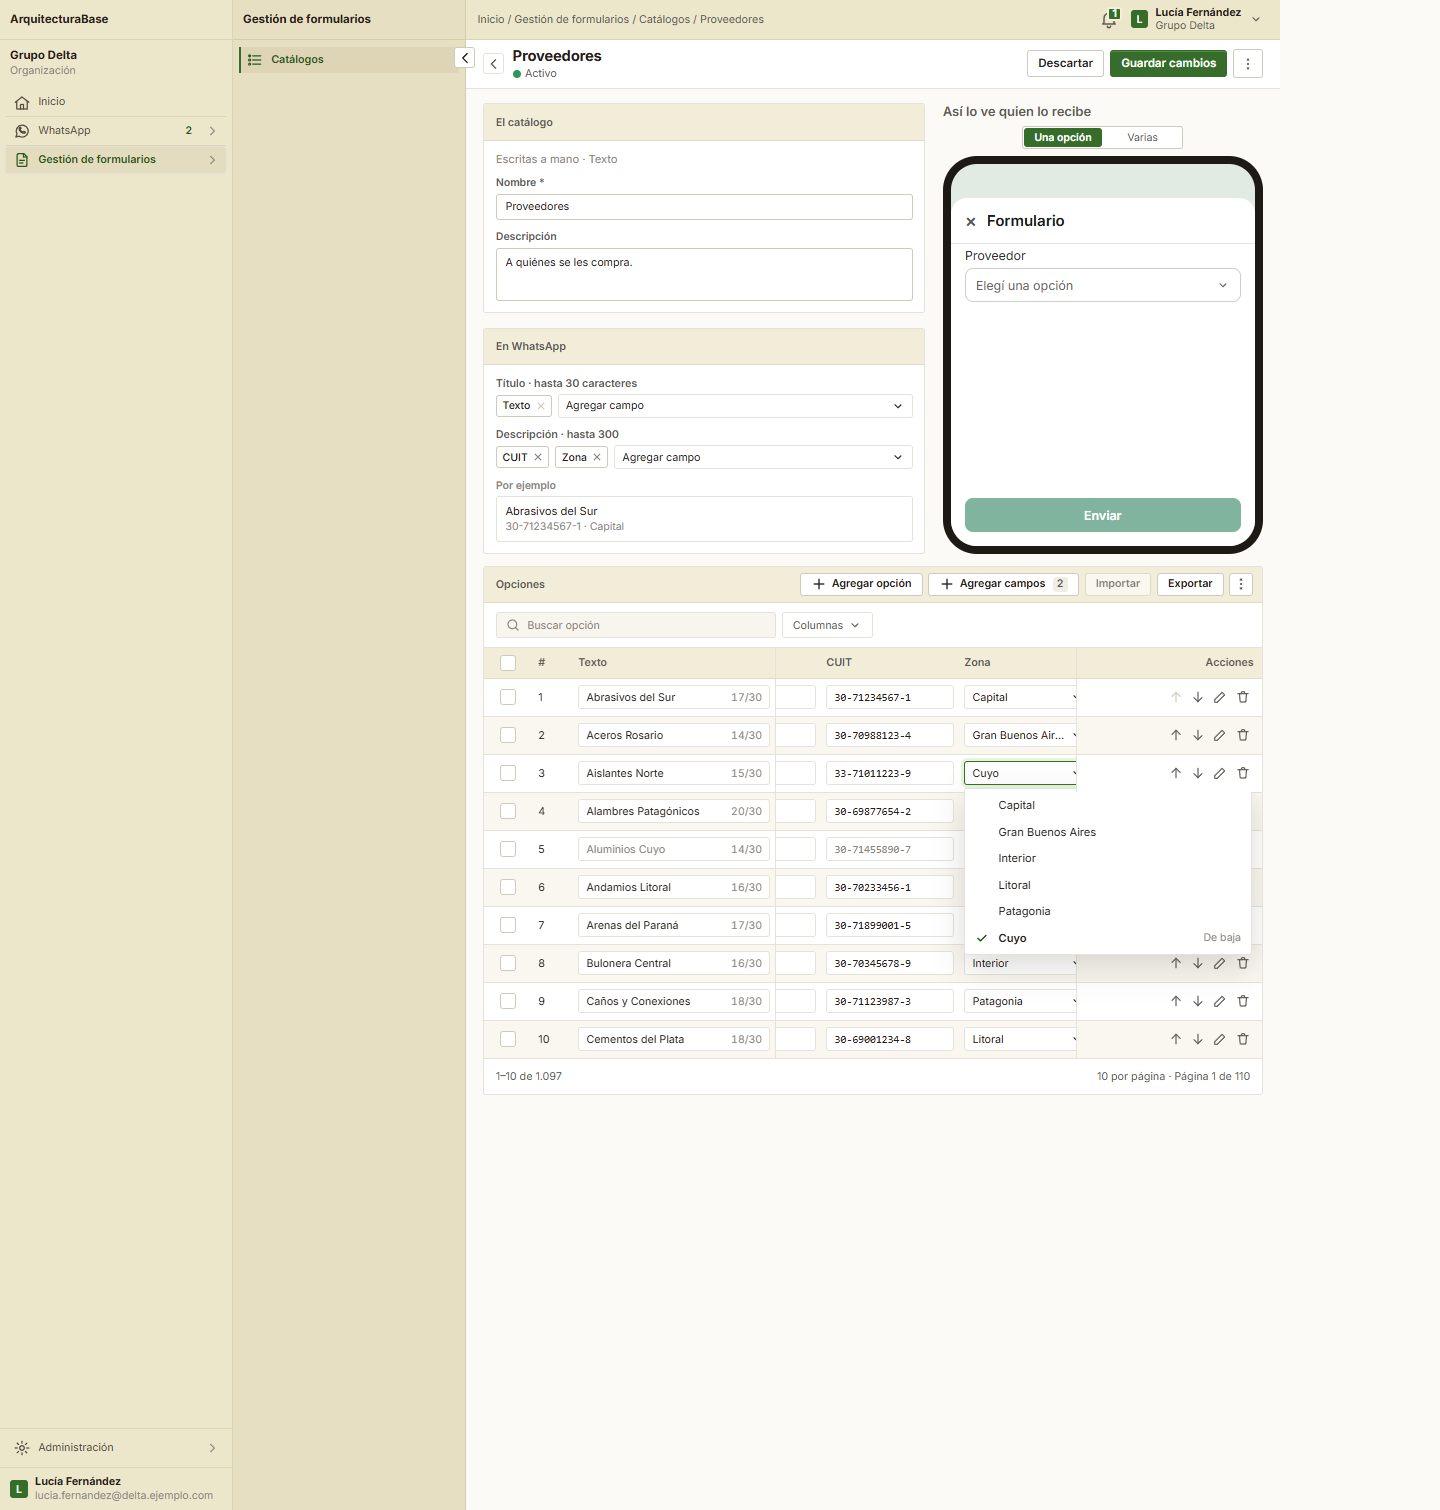 ArquitecturaBase
Grupo Delta
Organización
Inicio
WhatsApp 2
Gestión de formularios
Administración
L Lucía Fernández
lucia.fernandez@delta.ejemplo.com
Gestión de formularios
Catálogos
Inicio / Gestión de formularios / Catálogos / Proveedores
1
L Lucía Fernández
Grupo Delta
Proveedores
Activo
Descartar
Guardar cambios
El catálogo
Escritas a mano · Texto
Nombre *
Proveedores
Descripción
A quiénes se les compra.
En WhatsApp
Título · hasta 30 caracteres
Texto Agregar campo
Descripción · hasta 300
CUIT Zona Agregar campo
Por ejemplo
Abrasivos del Sur
30-71234567-1 · Capital
Así lo ve quien lo recibe
Una opción Varias
Formulario
Proveedor
Elegí una opción
Enviar
Opciones
Agregar opción Agregar campos 2 Importar Exportar
Buscar opción Columnas
# Texto CUIT Zona Acciones
1 Abrasivos del Sur 17/30 30-71234567-1 Capital
2 Aceros Rosario 14/30 30-70988123-4 Gran Buenos Air...
3 Aislantes Norte 15/30 33-71011223-9 Cuyo
4 Alambres Patagónicos 20/30 30-69877654-2
5 Aluminios Cuyo 14/30 30-71455890-7
6 Andamios Litoral 16/30 30-70233456-1
7 Arenas del Paraná 17/30 30-71899001-5
8 Bulonera Central 16/30 30-70345678-9 Interior
9 Caños y Conexiones 18/30 30-71123987-3 Patagonia
10 Cementos del Plata 18/30 30-69001234-8 Litoral
Capital
Gran Buenos Aires
Interior
Litoral
Patagonia
Cuyo De baja
1–10 de 1.097
10 por página · Página 1 de 110